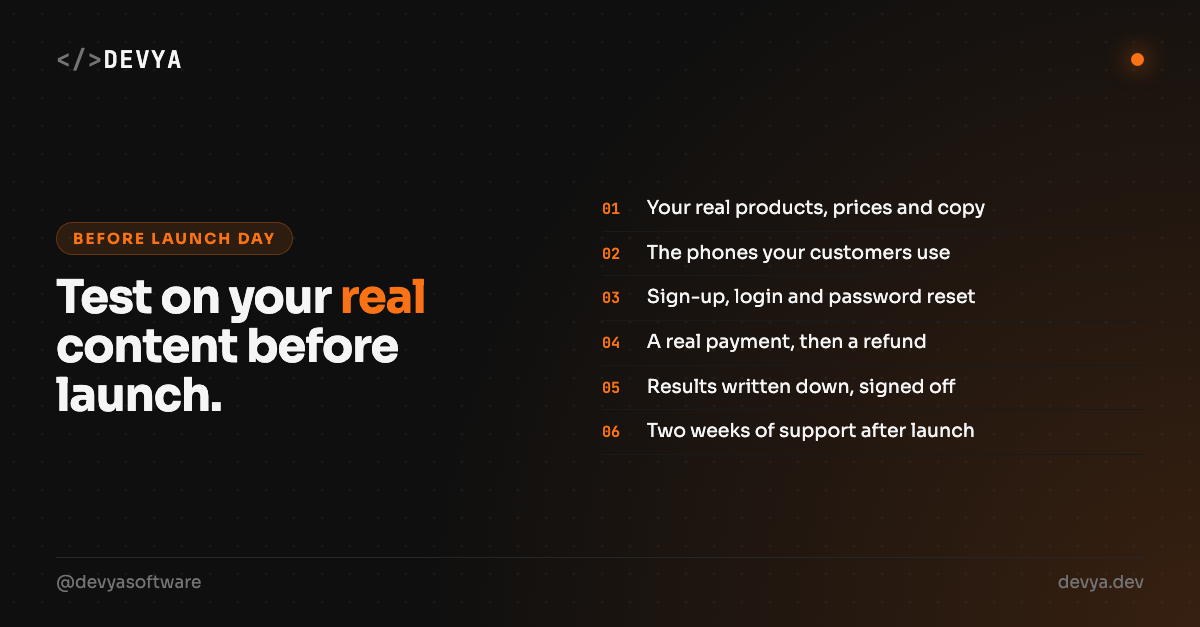 </>DEVYA
BEFORE LAUNCH DAY
Test on your real
content before
launch.
01 Your real products, prices and copy
02 The phones your customers use
03 Sign-up, login and password reset
04 A real payment, then a refund
05 Results written down, signed off
06 Two weeks of support after launch
@devyasoftware
devya.dev